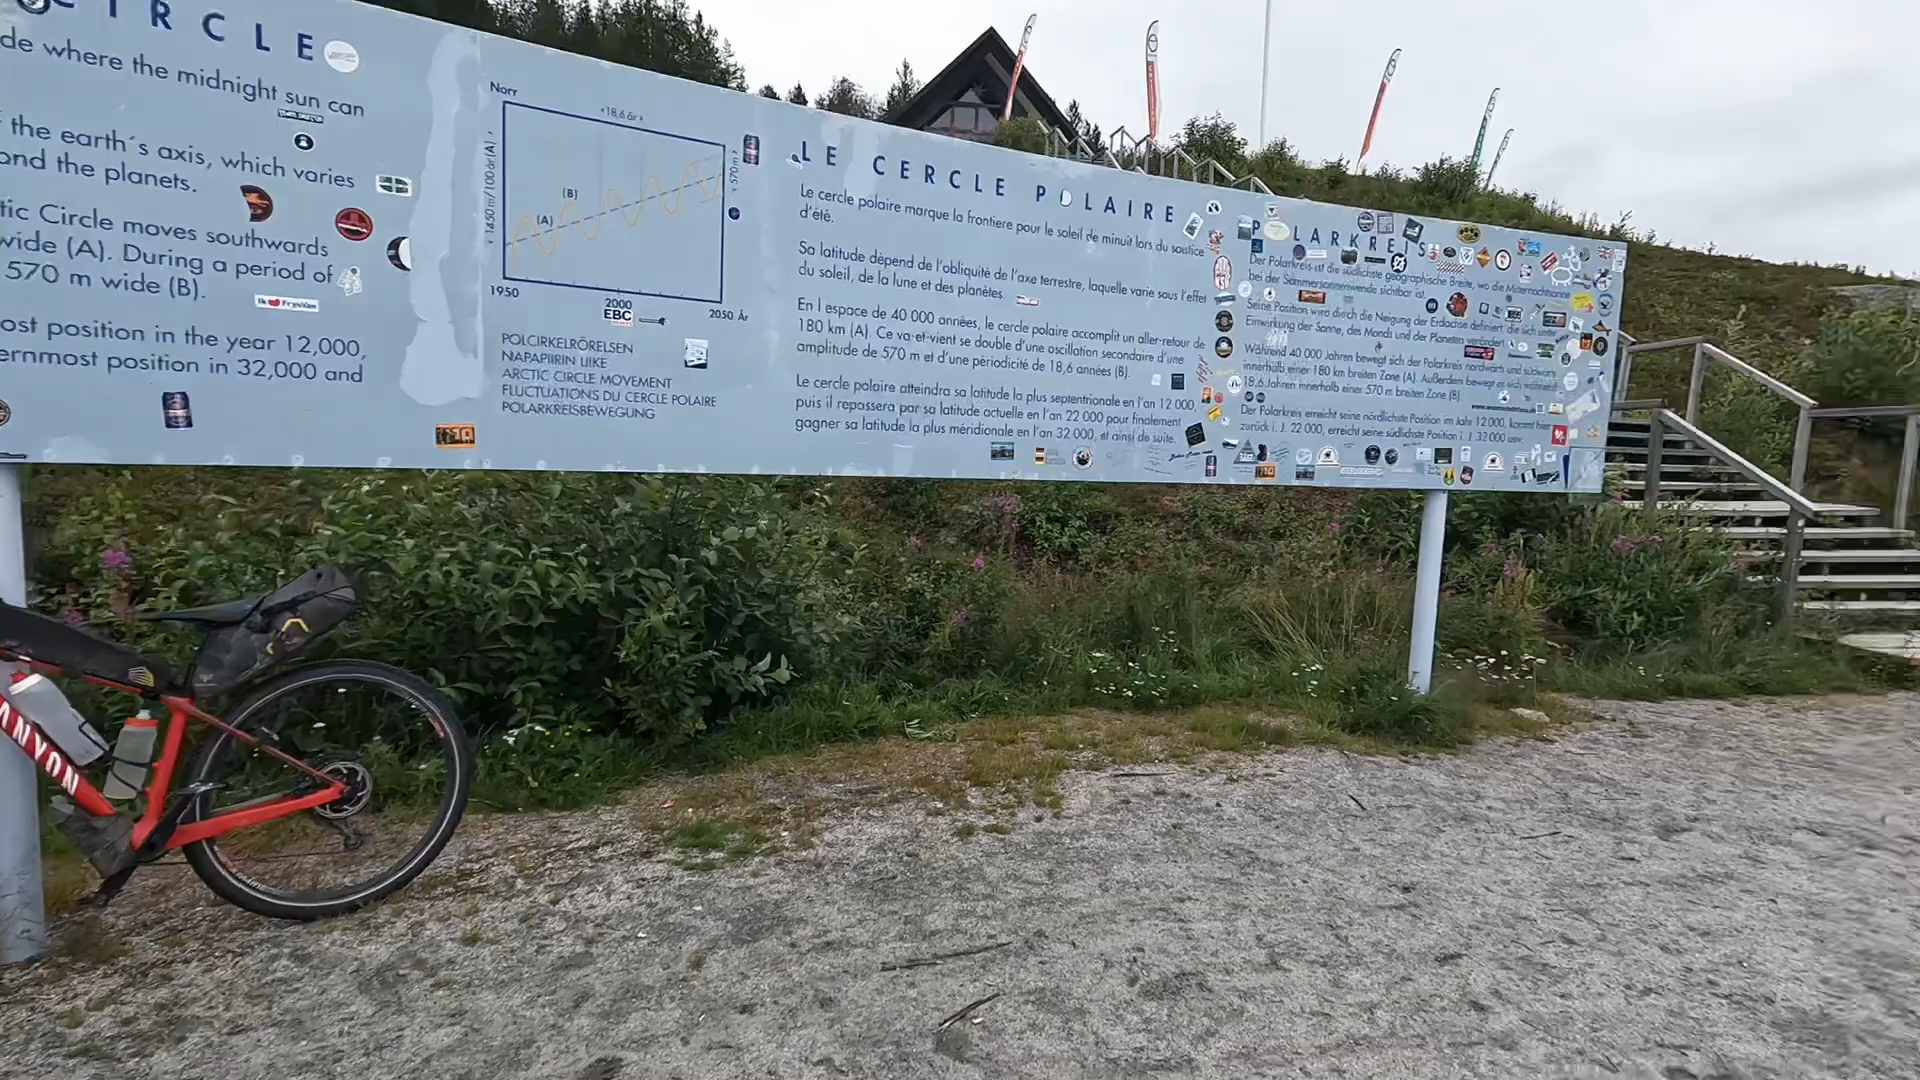 CIRCLE
de where the midnight sun can
the earth´s axis, which varies
ond the planets.
tic Circle moves southwards
wide (A). During a period of
570 m wide (B).
ost position in the year 12,000,
ernmost position in 32,000 and
Ik ❤ Fryslân
Norr
‹18,6 år›
‹ 1450 m/100 år (A) ›
‹ 570 m ›
(A)
(B)
1950
2000
2050 År
EBC
POLCIRKELRÖRELSEN
NAPAPIIRIN LIIKE
ARCTIC CIRCLE MOVEMENT
FLUCTUATIONS DU CERCLE POLAIRE
POLARKREISBEWEGUNG
LE CERCLE POLAIRE
Le cercle polaire marque la frontiere pour le soleil de minuit lors du sostice
d'été.
Sa latitude dépend de l'obliquité de l'axe terrestre, laquelle varie sous l'effet
du soleil, de la lune et des planètes.
En l espace de 40 000 années, le cercle polaire accomplit un aller-retour de
180 km (A). Ce va-et-vient se double d'une oscillation secondaire d'une
amplitude de 570 m et d'une périodicité de 18,6 années (B).
Le cercle polaire atteindra sa latitude la plus septentrionale en l'an 12 000,
puis il repassera par sa latitude actuelle en l'an 22 000 pour finalement
gagner sa latitude la plus méridionale en l'an 32 000, et ainsi de suite.
POLARKREIS
Der Polarkreis ist die südlichste geographische Breite, wo die Mitternachtsonne
bei der Sommersonnenwende sichtbar ist.
Seine Position wird durch die Neigung der Erdachse definiert, die sich unter
Einwirkung der Sonne, des Monds und der Planeten verändert.
Während 40 000 Jahren bewegt sich der Polarkreis nordwärts und südwärts
innerhalb einer 180 km breiten Zone (A). Außerdem bewegt er sich während
18,6 Jahren innerhalb einer 570 m breiten Zone (B).
Der Polarkreis erreicht seine nördlichste Position im Jahr 12 000, kommt hier
zurück i. J. 22 000, erreicht seine südlichste Position i. J. 32 000 usw.
ANYON